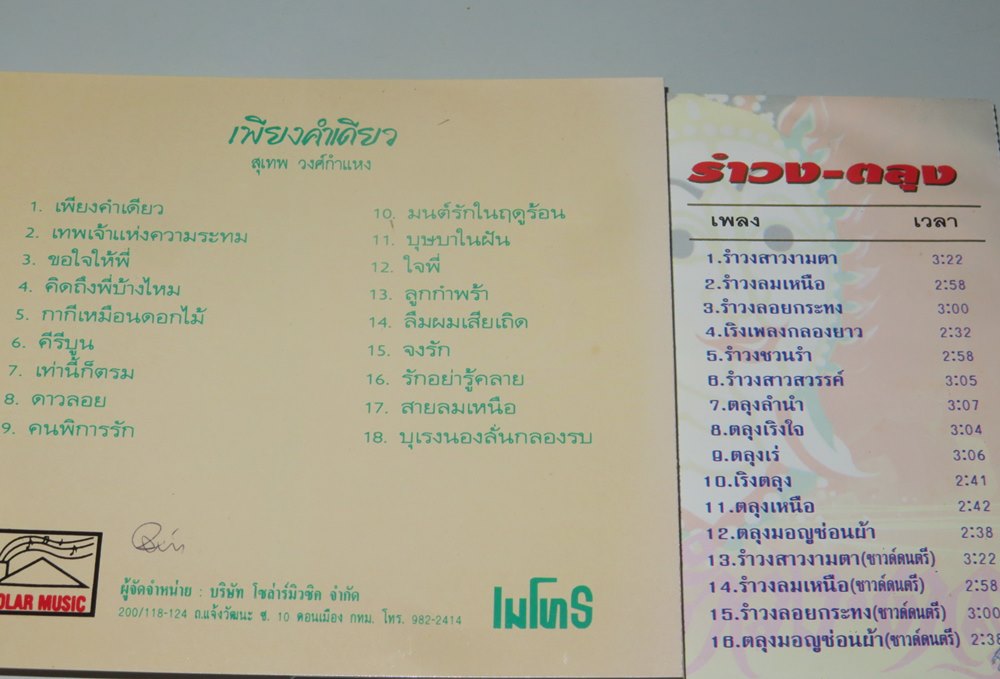 เพียงคำเดียว
สุเทพ วงศ์กำแหง
1. เพียงคำเดียว
2. เทพเจ้าแห่งความระทม
3. ขอใจให้พี่
4. คิดถึงพี่บ้างไหม
5. กากีเหมือนดอกไม้
6. คีรีบูน
7. เท่านี้ก็ตรม
8. ดาวลอย
9. คนพิการรัก
10. มนต์รักในฤดูร้อน
11. บุษบาในฝัน
12. ใจพี่
13. ลูกกำพร้า
14. ลืมผมเสียเถิด
15. จงรัก
16. รักอย่ารู้คลาย
17. สายลมเหนือ
18. บุเรงนองลั่นกลองรบ
OLAR MUSIC
ผู้จัดจำหน่าย : บริษัท โซล่าร์มิวซิค จำกัด
200/118-124 ถ.แจ้งวัฒนะ ซ. 10 ดอนเมือง กทม. โทร. 982-2414
เมโทร
รำวง-ตลุง
เพลง เวลา
1.รำวงสาวงามตา 3:22
2.รำวงลมเหนือ 2:58
3.รำวงลอยกระทง 3:00
4.เริงเพลงกลองยาว 2:32
5.รำวงชวนรำ 2:58
6.รำวงสาวสวรรค์ 3:05
7.ตลุงลำนำ 3:07
8.ตลุงเริงใจ 3:04
9.ตลุงเร่ 3:06
10.เริงตลุง 2:41
11.ตลุงเหนือ 2:42
12.ตลุงมอญซ่อนผ้า 2:38
13.รำวงสาวงามตา(ซาวด์ดนตรี) 3:22
14.รำวงลมเหนือ(ซาวด์ดนตรี) 2:58
15.รำวงลอยกระทง(ซาวด์ดนตรี) 3:00
16.ตลุงมอญซ่อนผ้า(ซาวด์ดนตรี) 2:38